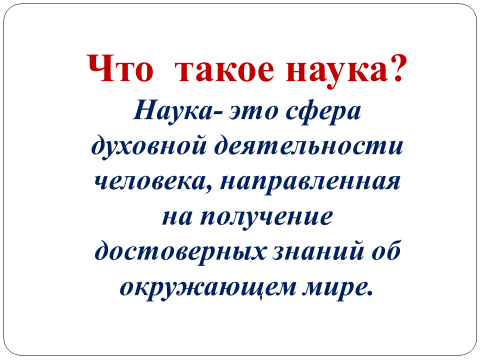 Что  такое наука?
Наука- это сфера
духовной деятельности
человека, направленная
на получение
достоверных знаний об
окружающем мире.